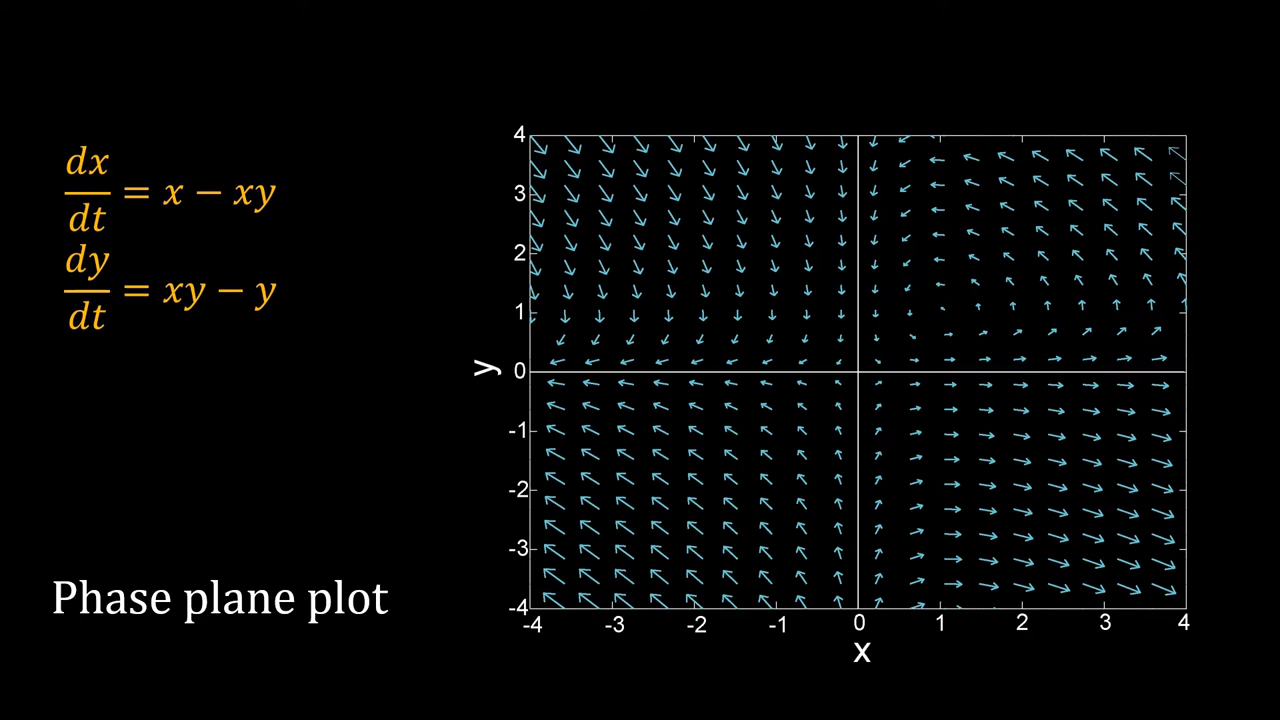 dx/dt = x − xy
dy/dt = xy − y
Phase plane plot
4
3
2
1
0
-1
-2
-3
-4
y
-4 -3 -2 -1 0 1 2 3 4
x